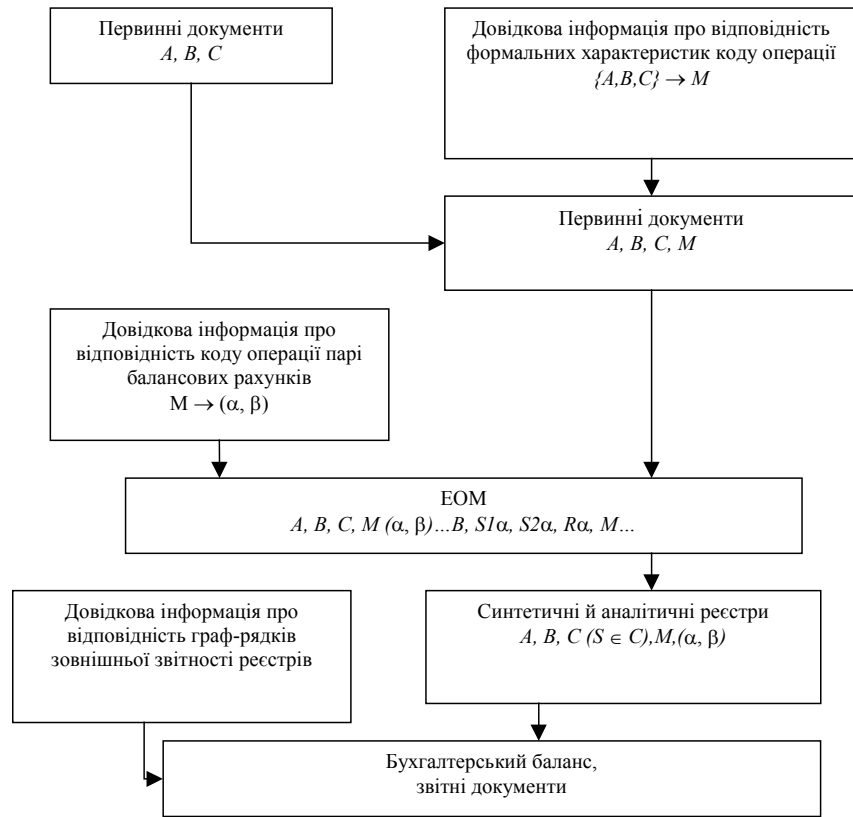 Первинні документи
A, B, C
Довідкова інформація про відповідність
формальних характеристик коду операції
{A,B,C} → M
Первинні документи
A, B, C, M
Довідкова інформація про
відповідність коду операції парі
балансових рахунків
M → (α, β)
ЕОМ
A, B, C, M (α, β)…B, S1α, S2α, Rα, M…
Довідкова інформація про
відповідність граф-рядків
зовнішньої звітності реєстрів
Синтетичні й аналітичні реєстри
A, B, C (S ∈ C),M,(α, β)
Бухгалтерський баланс,
звітні документи